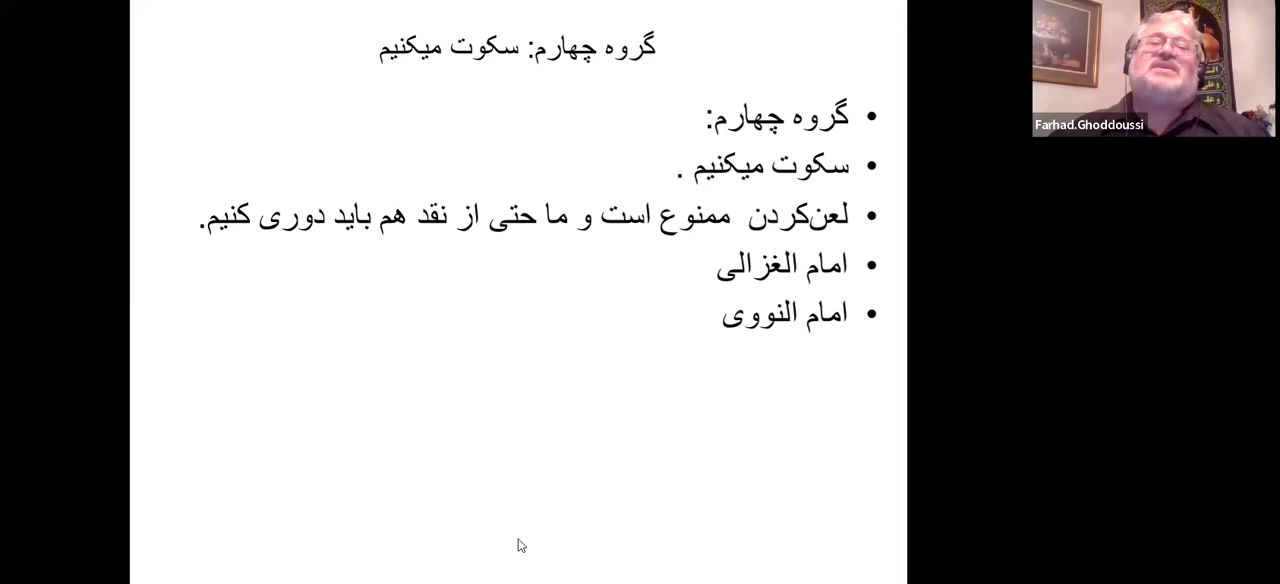 گروه چهارم: سکوت میکنیم
گروه چهارم:
سکوت میکنیم .
لعن‌کردن ممنوع است و ما حتی از نقد هم باید دوری کنیم.
امام الغزالی
امام النووی
Farhad.Ghoddoussi